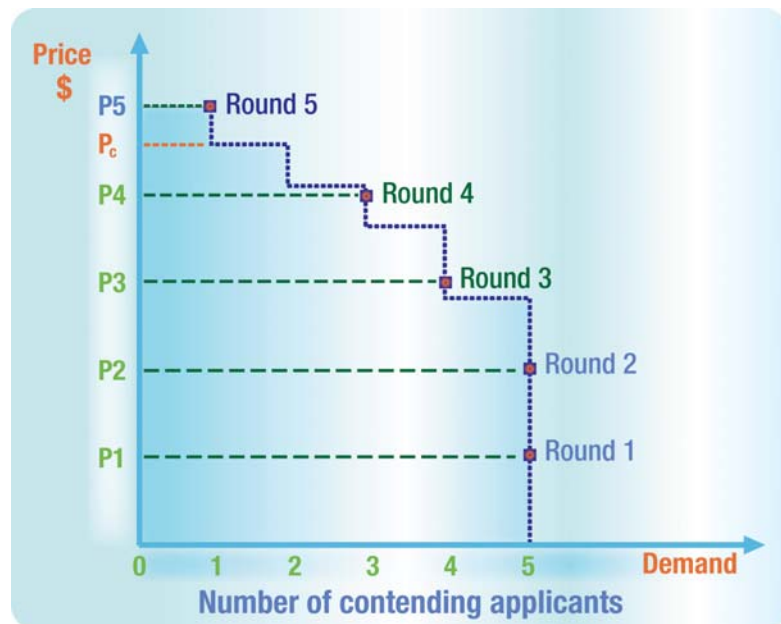 Price
$
P5
Round 5
Pc
P4
Round 4
P3
Round 3
P2
Round 2
P1
Round 1
0 1 2 3 4 5 Demand
Number of contending applicants